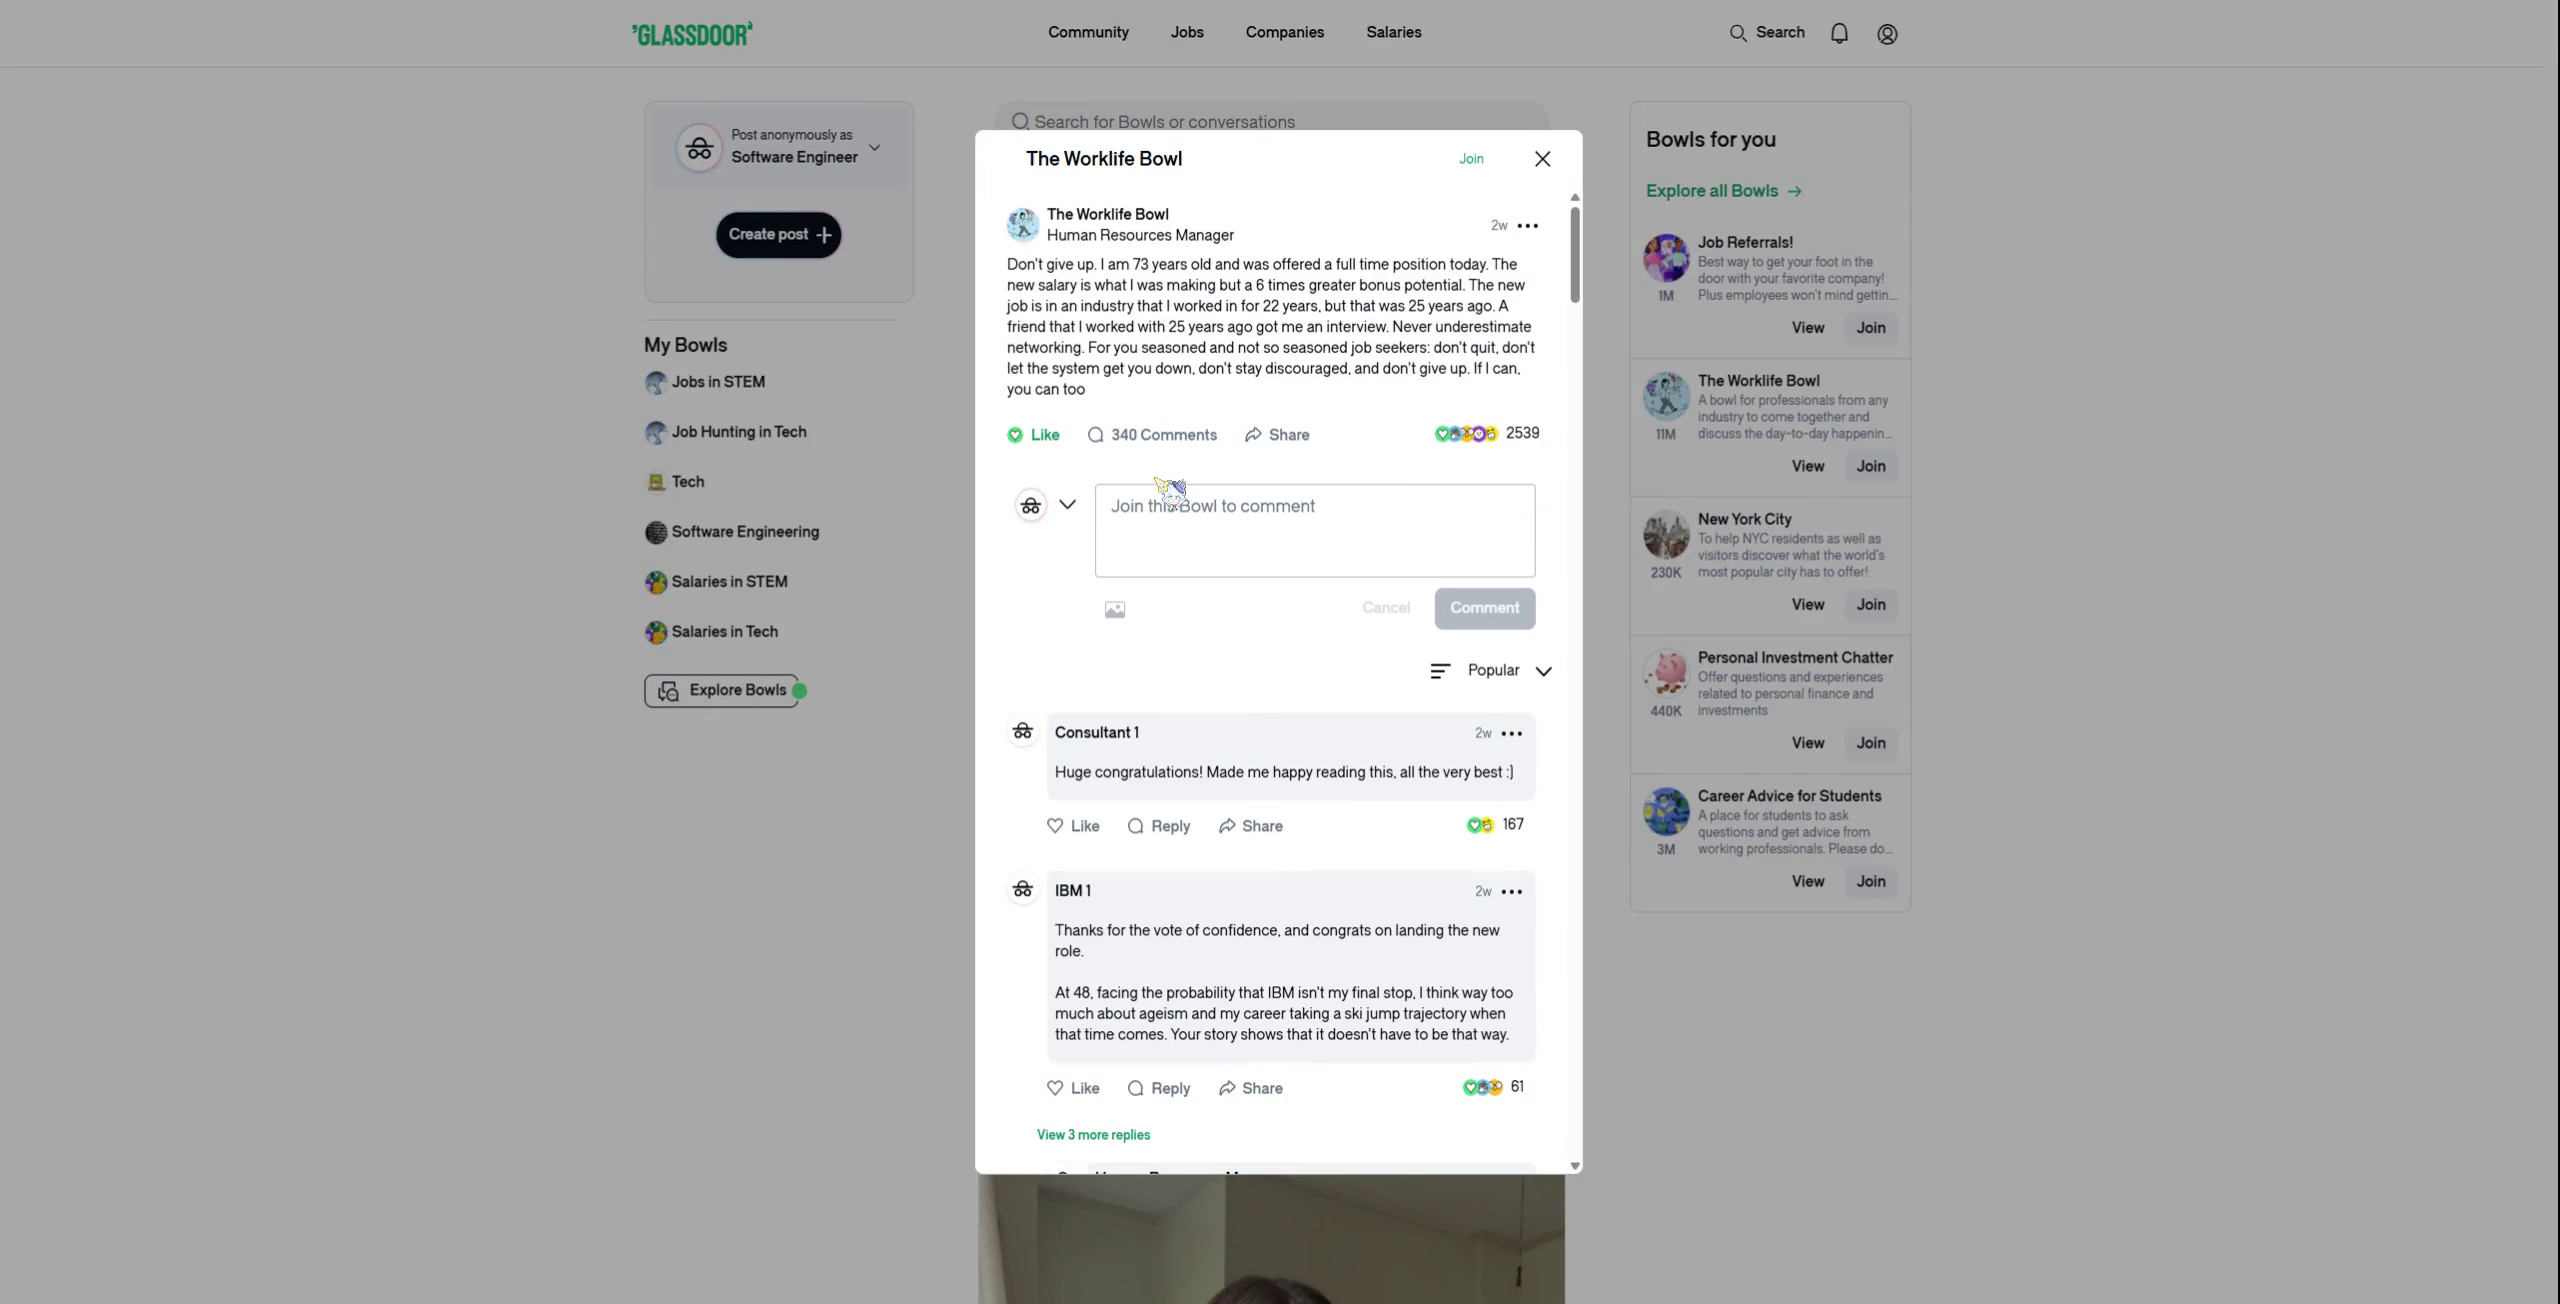 GLASSDOOR
Community
Jobs
Companies
Salaries
Search
Post anonymously as
Software Engineer
Create post
My Bowls
Jobs in STEM
Job Hunting in Tech
Tech
Software Engineering
Salaries in STEM
Salaries in Tech
Explore Bowls
Search for Bowls or conversations
The Worklife Bowl
Join
The Worklife Bowl
2w
Human Resources Manager
Don't give up. I am 73 years old and was offered a full time position today. The
new salary is what I was making but a 6 times greater bonus potential. The new
job is in an industry that I worked in for 22 years, but that was 25 years ago. A
friend that I worked with 25 years ago got me an interview. Never underestimate
networking. For you seasoned and not so seasoned job seekers: don't quit, don't
let the system get you down, don't stay discouraged, and don't give up. If I can,
you can too
Like
340 Comments
Share
2539
Join this Bowl to comment
Cancel
Comment
Popular
Consultant 1
2w
Huge congratulations! Made me happy reading this, all the very best :)
Like
Reply
Share
167
IBM 1
2w
Thanks for the vote of confidence, and congrats on landing the new
role.
At 48, facing the probability that IBM isn't my final stop, I think way too
much about ageism and my career taking a ski jump trajectory when
that time comes. Your story shows that it doesn't have to be that way.
Like
Reply
Share
61
View 3 more replies
Bowls for you
Explore all Bowls →
Job Referrals!
Best way to get your foot in the
door with your favorite company!
Plus employees won't mind gettin...
1M
View
Join
The Worklife Bowl
A bowl for professionals from any
industry to come together and
discuss the day-to-day happenin...
11M
View
Join
New York City
To help NYC residents as well as
visitors discover what the world's
most popular city has to offer!
230K
View
Join
Personal Investment Chatter
Offer questions and experiences
related to personal finance and
investments
440K
View
Join
Career Advice for Students
A place for students to ask
questions and get advice from
working professionals. Please do...
3M
View
Join